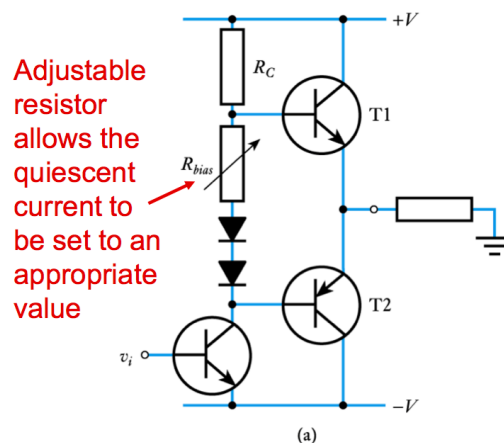 +V
Adjustable
resistor
allows the
quiescent
current to
be set to an
appropriate
value
R_C
T1
R_bias
T2
v_i
−V
(a)